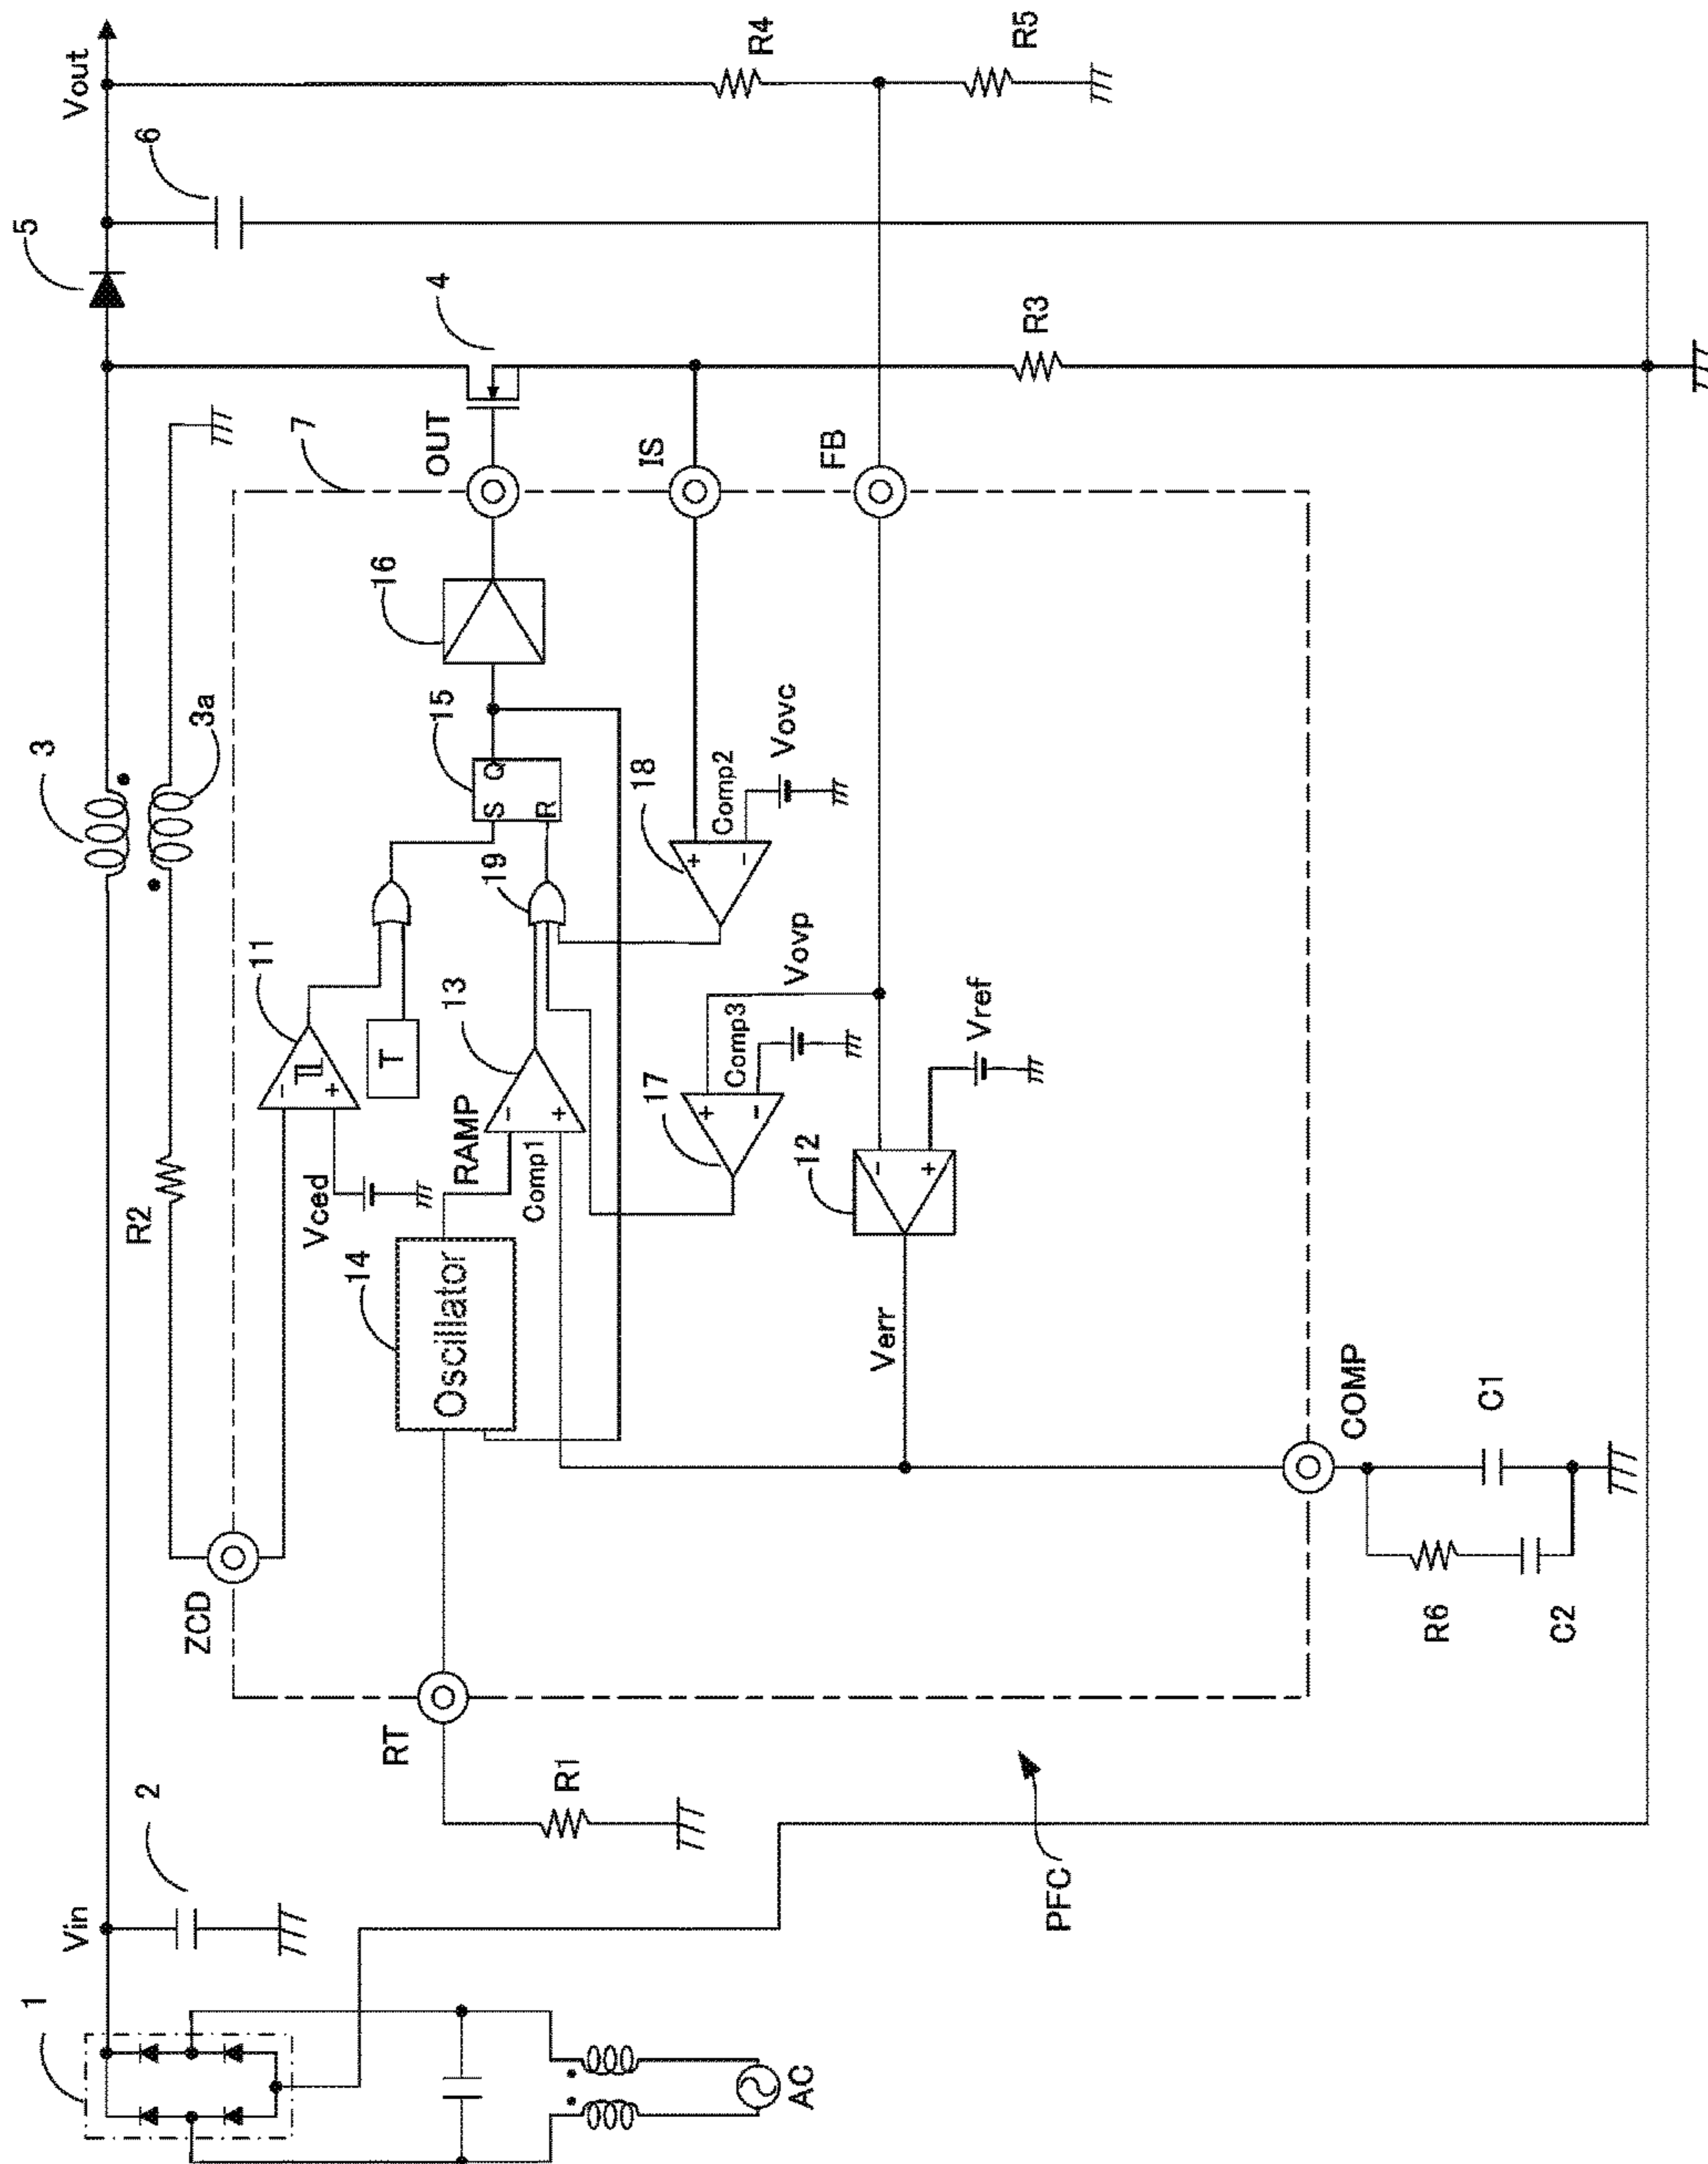 1
Vin
2
3
3a
5
Vout
6
R2
7
ZCD
11
Vced
T
RT
R1
14
Oscillator
RAMP
Comp1
13
19
15
S
Q
R
16
OUT
4
IS
FB
18
Comp2
Vovc
17
Comp3
Vovp
12
Vref
Verr
R3
R4
R5
COMP
C1
R6
C2
PFC
AC